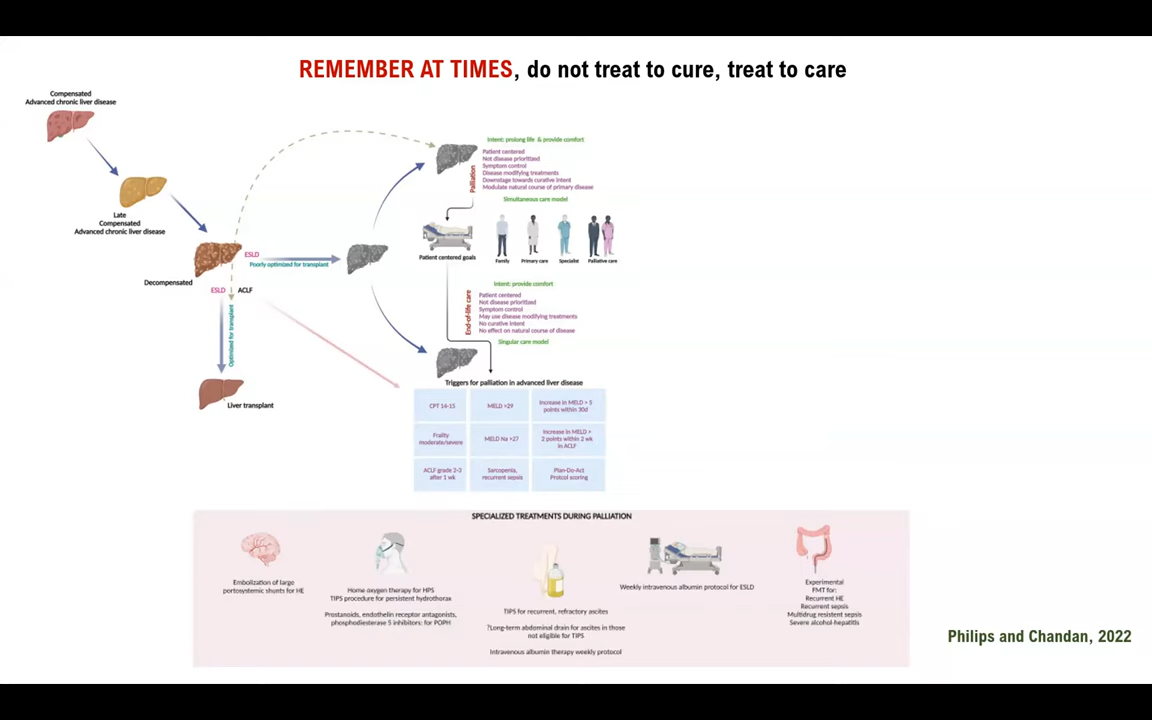 REMEMBER AT TIMES, do not treat to cure, treat to care
Compensated
Advanced chronic liver disease
Late
Compensated
Advanced chronic liver disease
Decompensated
ESLD
Poorly optimized for transplant
ESLD ACLF
Optimized for transplant
Liver transplant
Intent: prolong life & provide comfort
Palliation
Patient centered
Not disease prioritized
Symptom control
Disease modifying treatments
Downstage towards curative intent
Modulate natural course of primary disease
Simultaneous care model
Patient centered goals
Family
Primary care
Specialist
Palliative care
Intent: provide comfort
End-of-life care
Patient centered
Not disease prioritized
Symptom control
May use disease modifying treatments
No curative intent
No effect on natural course of disease
Singular care model
Triggers for palliation in advanced liver disease
CPT 14-15
MELD >29
Increase in MELD > 5
points within 30d
Frailty
moderate/severe
MELD Na >27
Increase in MELD >
2 points within 2 wk
in ACLF
ACLF grade 2-3
after 1 wk
Sarcopenia,
recurrent sepsis
Plan-Do-Act
Protcol scoring
SPECIALIZED TREATMENTS DURING PALLIATION
Embolization of large
portosystemic shunts for HE
Home oxygen therapy for HPS
TIPS procedure for persistent hydrothorax
Prostanoids, endothelin receptor antagonists,
phosphodiesterase 5 inhibitors: for POPH
TIPS for recurrent, refractory ascites
?Long-term abdominal drain for ascites in those
not eligible for TIPS
Intravenous albumin therapy weekly protocol
Weekly intravenous albumin protocol for ESLD
Experimental
FMT for:
Recurrent HE
Recurrent sepsis
Multidrug resistent sepsis
Severe alcohol-hepatitis
Philips and Chandan, 2022